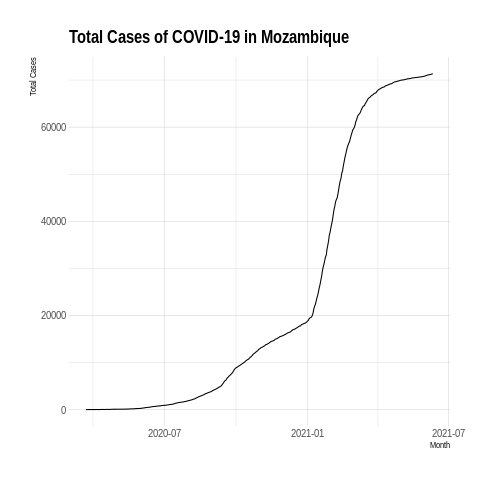 Total Cases of COVID-19 in Mozambique
Total Cases
60000
40000
20000
0
2020-07
2021-01
2021-07
Month